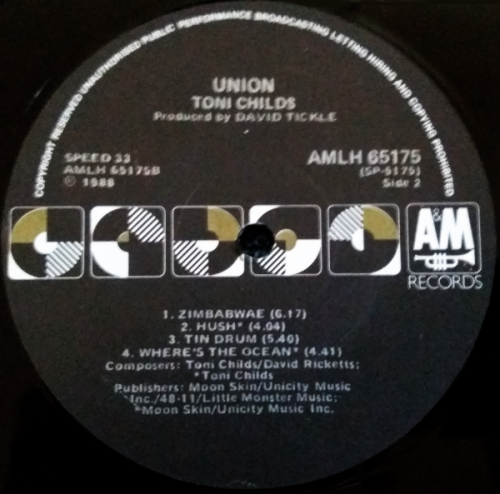 COPYRIGHT RESERVED UNAUTHORISED PUBLIC PERFORMANCE BROADCASTING LETTING HIRING AND COPYING PROHIBITED
UNION
TONI CHILDS
Produced by DAVID TICKLE
SPEED 33
AMLH 65175B
℗ 1988
AMLH 65175
(SP-5175)
Side 2
A&M
RECORDS
1. ZIMBABWAE (6.17)
2. HUSH* (4.04)
3. TIN DRUM (5.40)
4. WHERE'S THE OCEAN* (4.41)
Composers: Toni Childs/David Ricketts;
*Toni Childs
Publishers: Moon Skin/Unicity Music
Inc./48-11/Little Monster Music;
*Moon Skin/Unicity Music Inc.